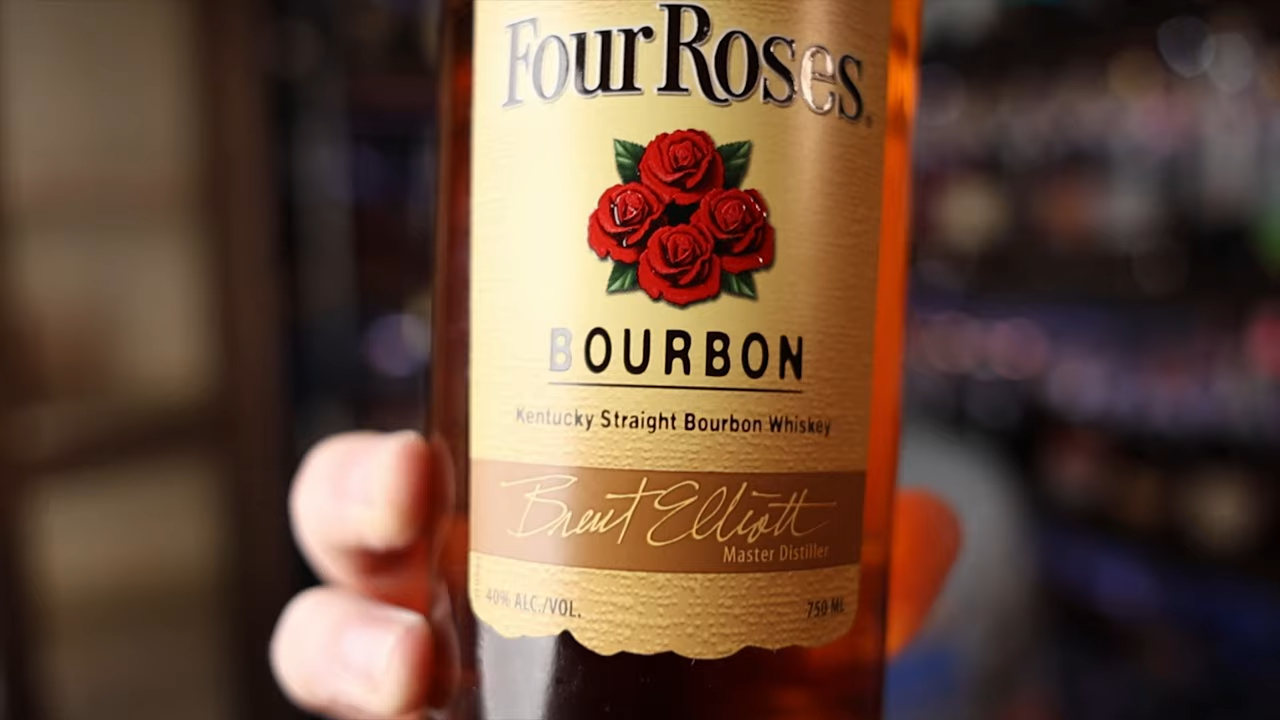 Four Roses®
BOURBON
Kentucky Straight Bourbon Whiskey
Brent Elliott
Master Distiller
40% ALC./VOL. 750 ML